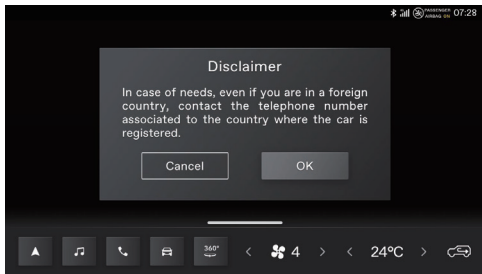 PASSENGER
AIRBAG ON 07:28
Disclaimer
In case of needs, even if you are in a foreign
country, contact the telephone number
associated to the country where the car is
registered.
Cancel OK
360°
4 24°C